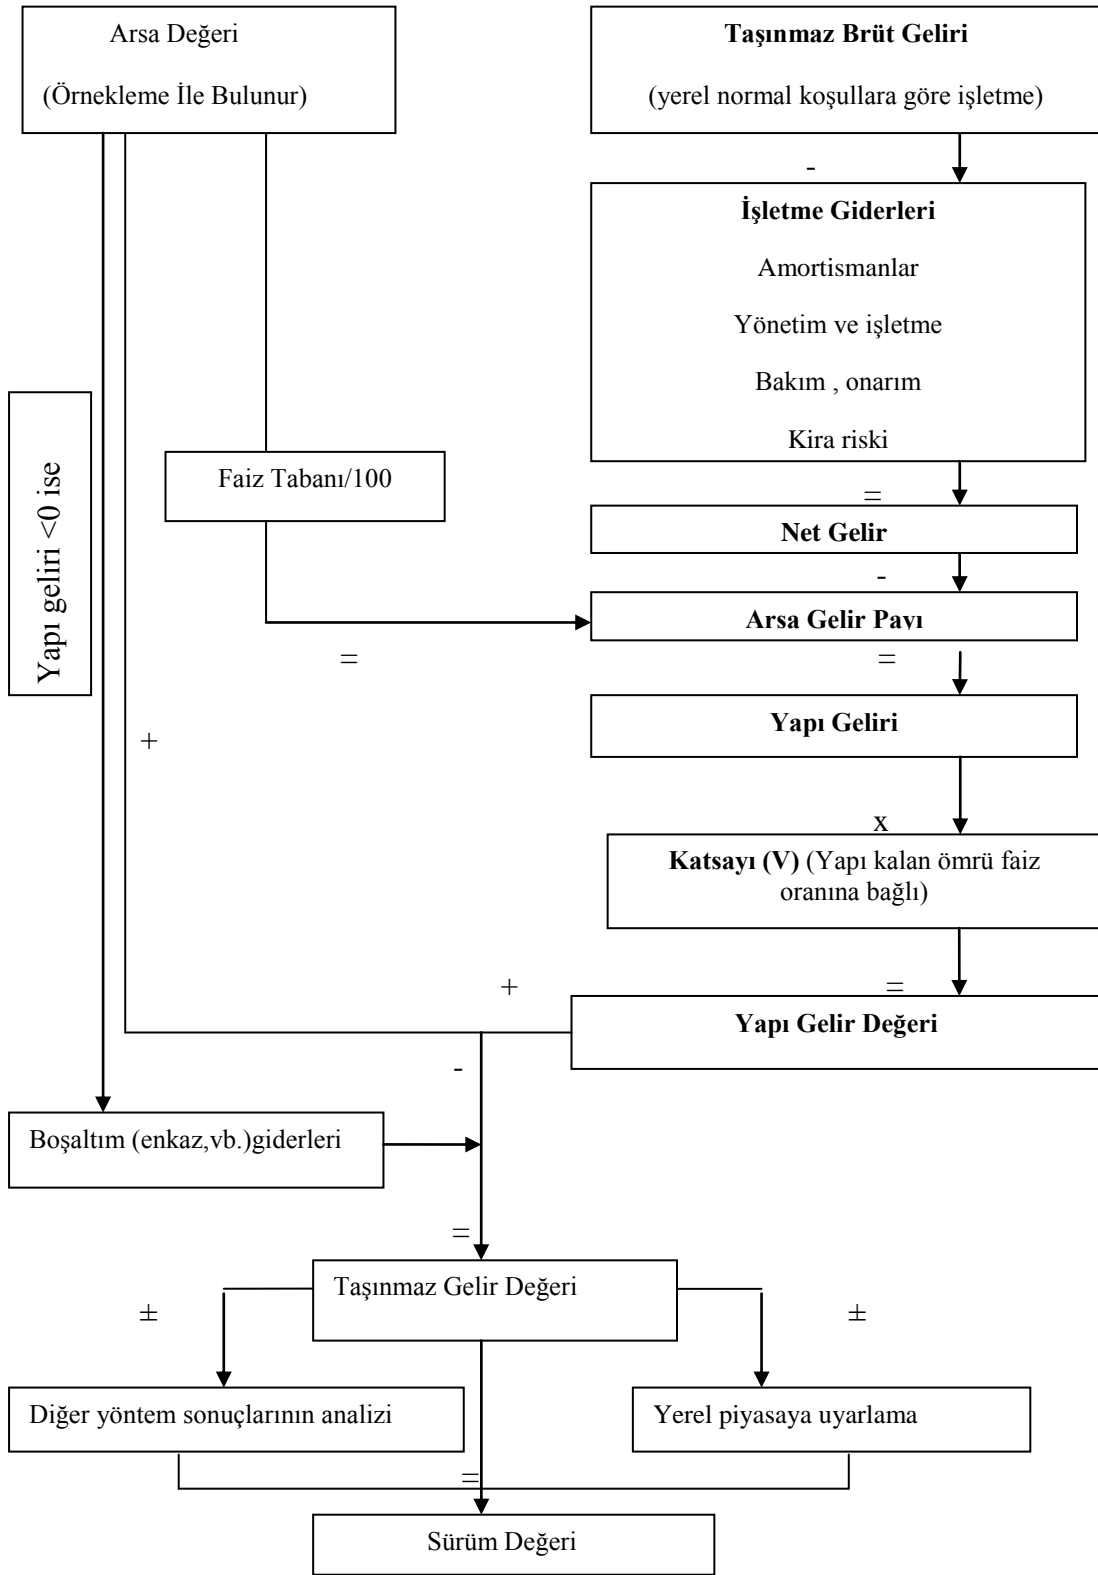 Arsa Değeri
(Örnekleme İle Bulunur)
Taşınmaz Brüt Geliri
(yerel normal koşullara göre işletme)
-
İşletme Giderleri
Amortismanlar
Yönetim ve işletme
Bakım , onarım
Kira riski
Yapı geliri <0 ise
Faiz Tabanı/100
=
Net Gelir
-
Arsa Gelir Payı
=
=
Yapı Geliri
+
x
Katsayı (V) (Yapı kalan ömrü faiz
oranına bağlı)
+
=
Yapı Gelir Değeri
-
Boşaltım (enkaz,vb.)giderleri
=
Taşınmaz Gelir Değeri
±
±
Diğer yöntem sonuçlarının analizi
Yerel piyasaya uyarlama
=
Sürüm Değeri